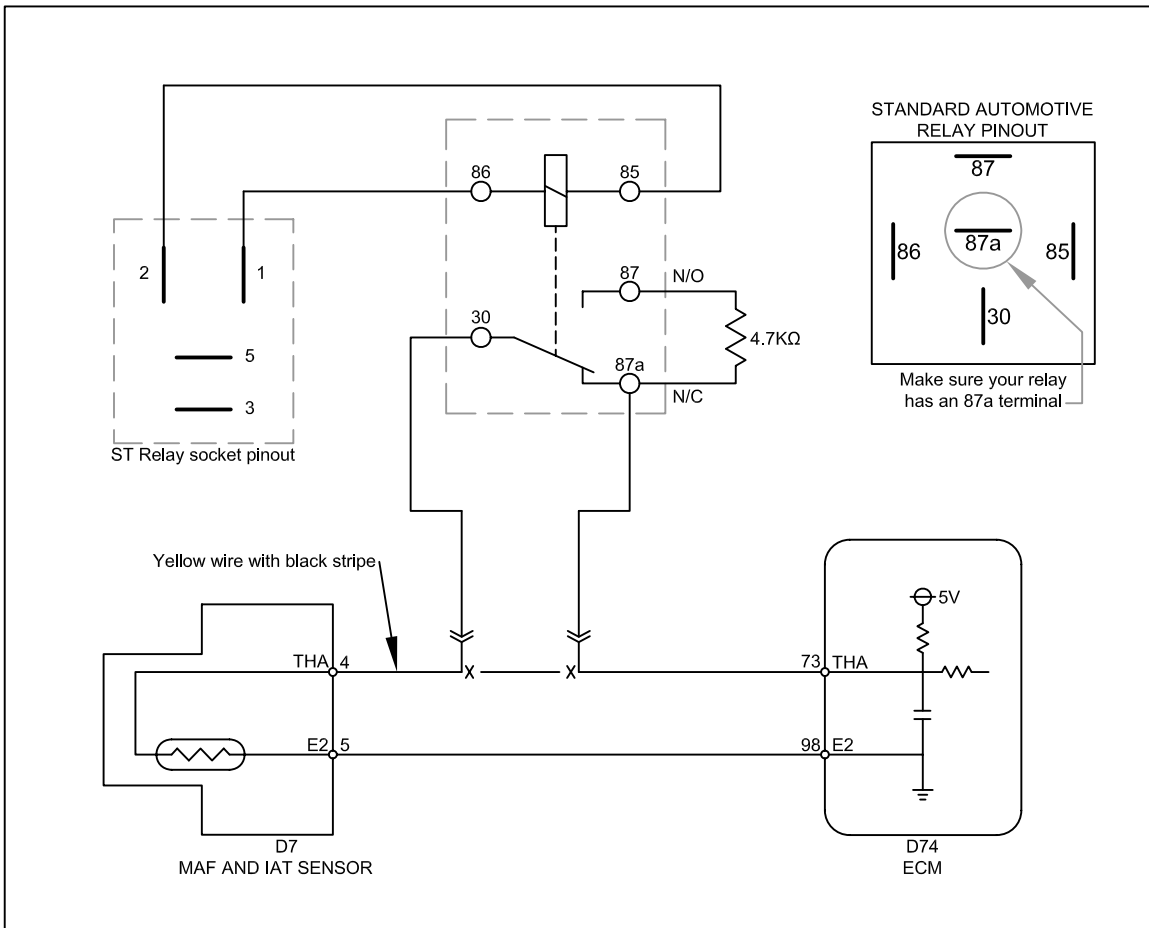 STANDARD AUTOMOTIVE
RELAY PINOUT
87
87a
86
85
30
Make sure your relay
has an 87a terminal
86
85
87
N/O
30
4.7KΩ
87a
N/C
2
1
5
3
ST Relay socket pinout
Yellow wire with black stripe
THA
4
X
X
73
THA
5V
E2
5
98
E2
D7
MAF AND IAT SENSOR
D74
ECM